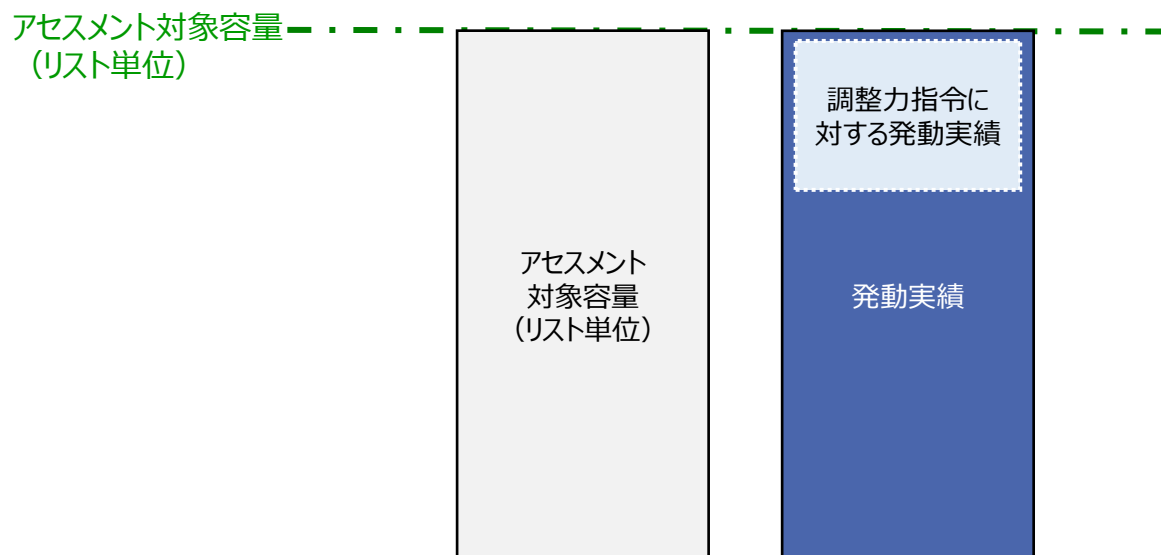 アセスメント対象容量
（リスト単位）
調整力指令に
対する発動実績
アセスメント
対象容量
（リスト単位）
発動実績